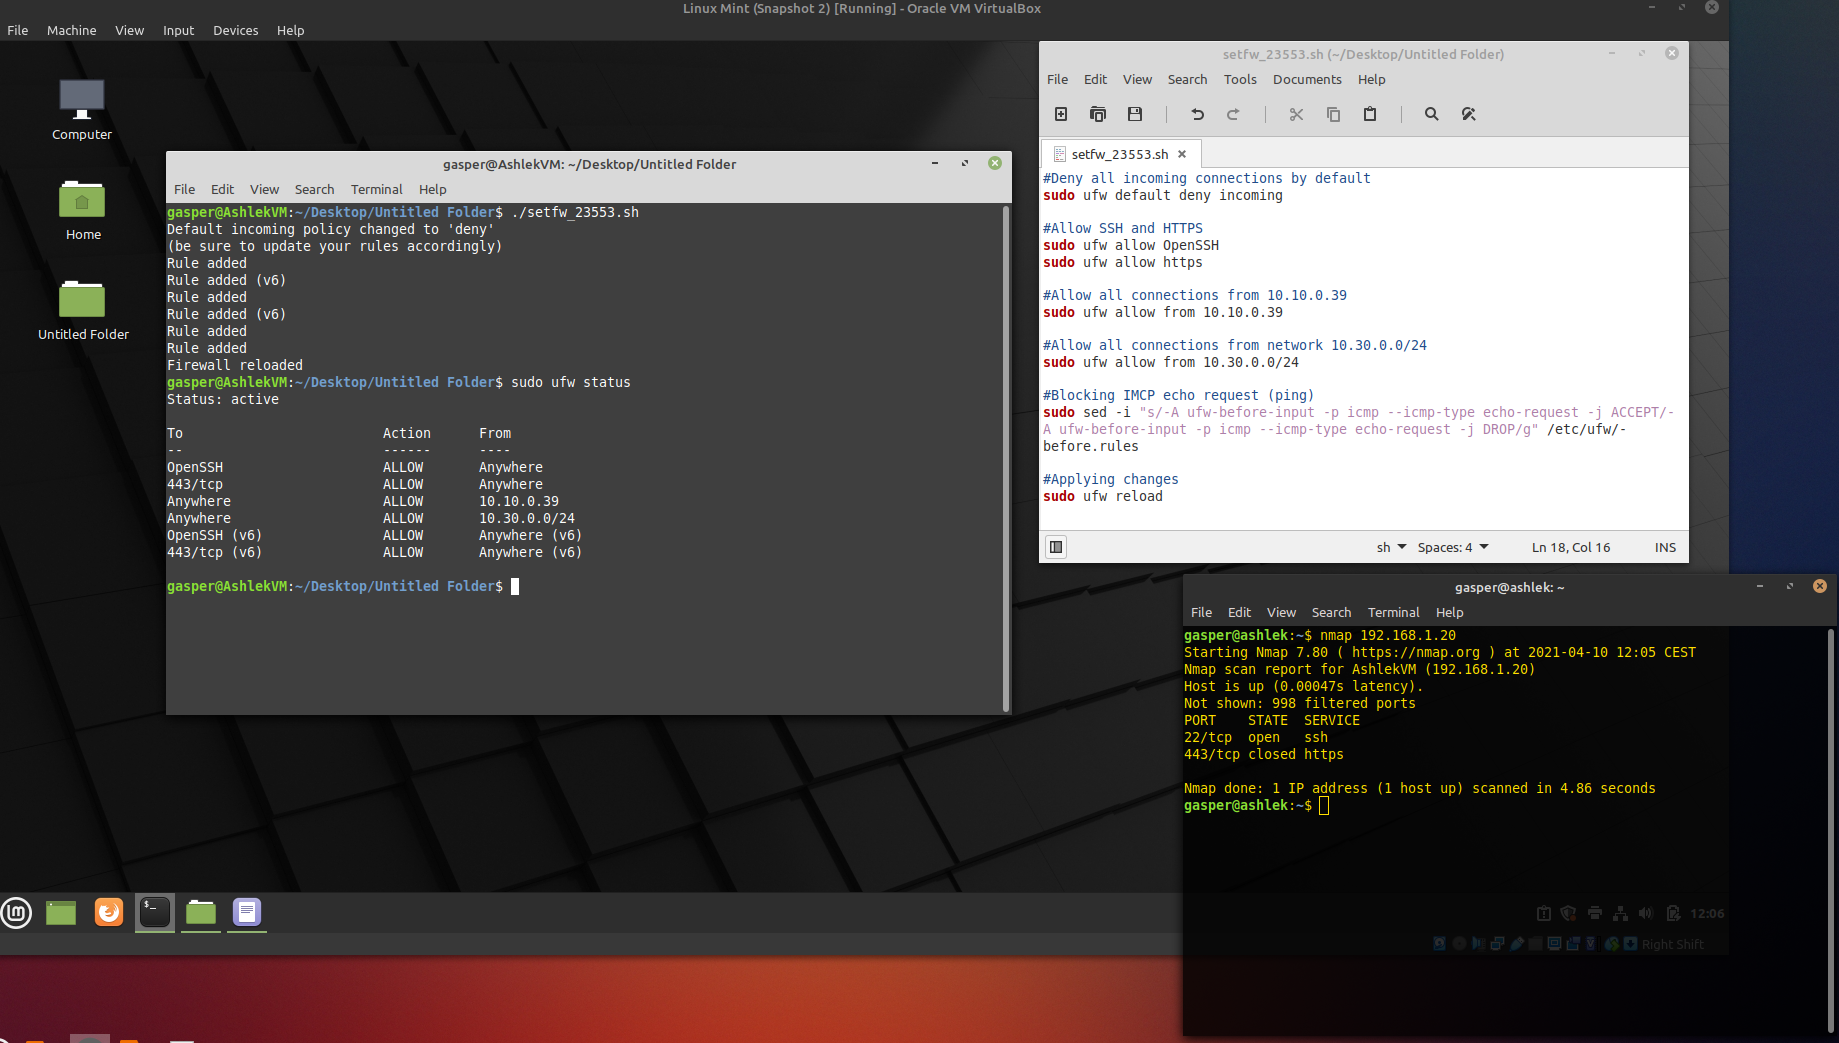 Linux Mint (Snapshot 2) [Running] - Oracle VM VirtualBox
File Machine View Input Devices Help
Computer
Home
Untitled Folder
gasper@AshlekVM: ~/Desktop/Untitled Folder
File Edit View Search Terminal Help
gasper@AshlekVM:~/Desktop/Untitled Folder$ ./setfw_23553.sh
Default incoming policy changed to 'deny'
(be sure to update your rules accordingly)
Rule added
Rule added (v6)
Rule added
Rule added (v6)
Rule added
Rule added
Firewall reloaded
gasper@AshlekVM:~/Desktop/Untitled Folder$ sudo ufw status
Status: active
To Action From
-- ------ ----
OpenSSH ALLOW Anywhere
443/tcp ALLOW Anywhere
Anywhere ALLOW 10.10.0.39
Anywhere ALLOW 10.30.0.0/24
OpenSSH (v6) ALLOW Anywhere (v6)
443/tcp (v6) ALLOW Anywhere (v6)
gasper@AshlekVM:~/Desktop/Untitled Folder$
setfw_23553.sh (~/Desktop/Untitled Folder)
File Edit View Search Tools Documents Help
setfw_23553.sh
#Deny all incoming connections by default
sudo ufw default deny incoming
#Allow SSH and HTTPS
sudo ufw allow OpenSSH
sudo ufw allow https
#Allow all connections from 10.10.0.39
sudo ufw allow from 10.10.0.39
#Allow all connections from network 10.30.0.0/24
sudo ufw allow from 10.30.0.0/24
#Blocking IMCP echo request (ping)
sudo sed -i "s/-A ufw-before-input -p icmp --icmp-type echo-request -j ACCEPT/-
A ufw-before-input -p icmp --icmp-type echo-request -j DROP/g" /etc/ufw/-
before.rules
#Applying changes
sudo ufw reload
sh Spaces: 4 Ln 18, Col 16 INS
gasper@ashlek: ~
File Edit View Search Terminal Help
gasper@ashlek:~$ nmap 192.168.1.20
Starting Nmap 7.80 ( https://nmap.org ) at 2021-04-10 12:05 CEST
Nmap scan report for AshlekVM (192.168.1.20)
Host is up (0.00047s latency).
Not shown: 998 filtered ports
PORT STATE SERVICE
22/tcp open ssh
443/tcp closed https
Nmap done: 1 IP address (1 host up) scanned in 4.86 seconds
gasper@ashlek:~$
lm
$_
12:06
Right Shift